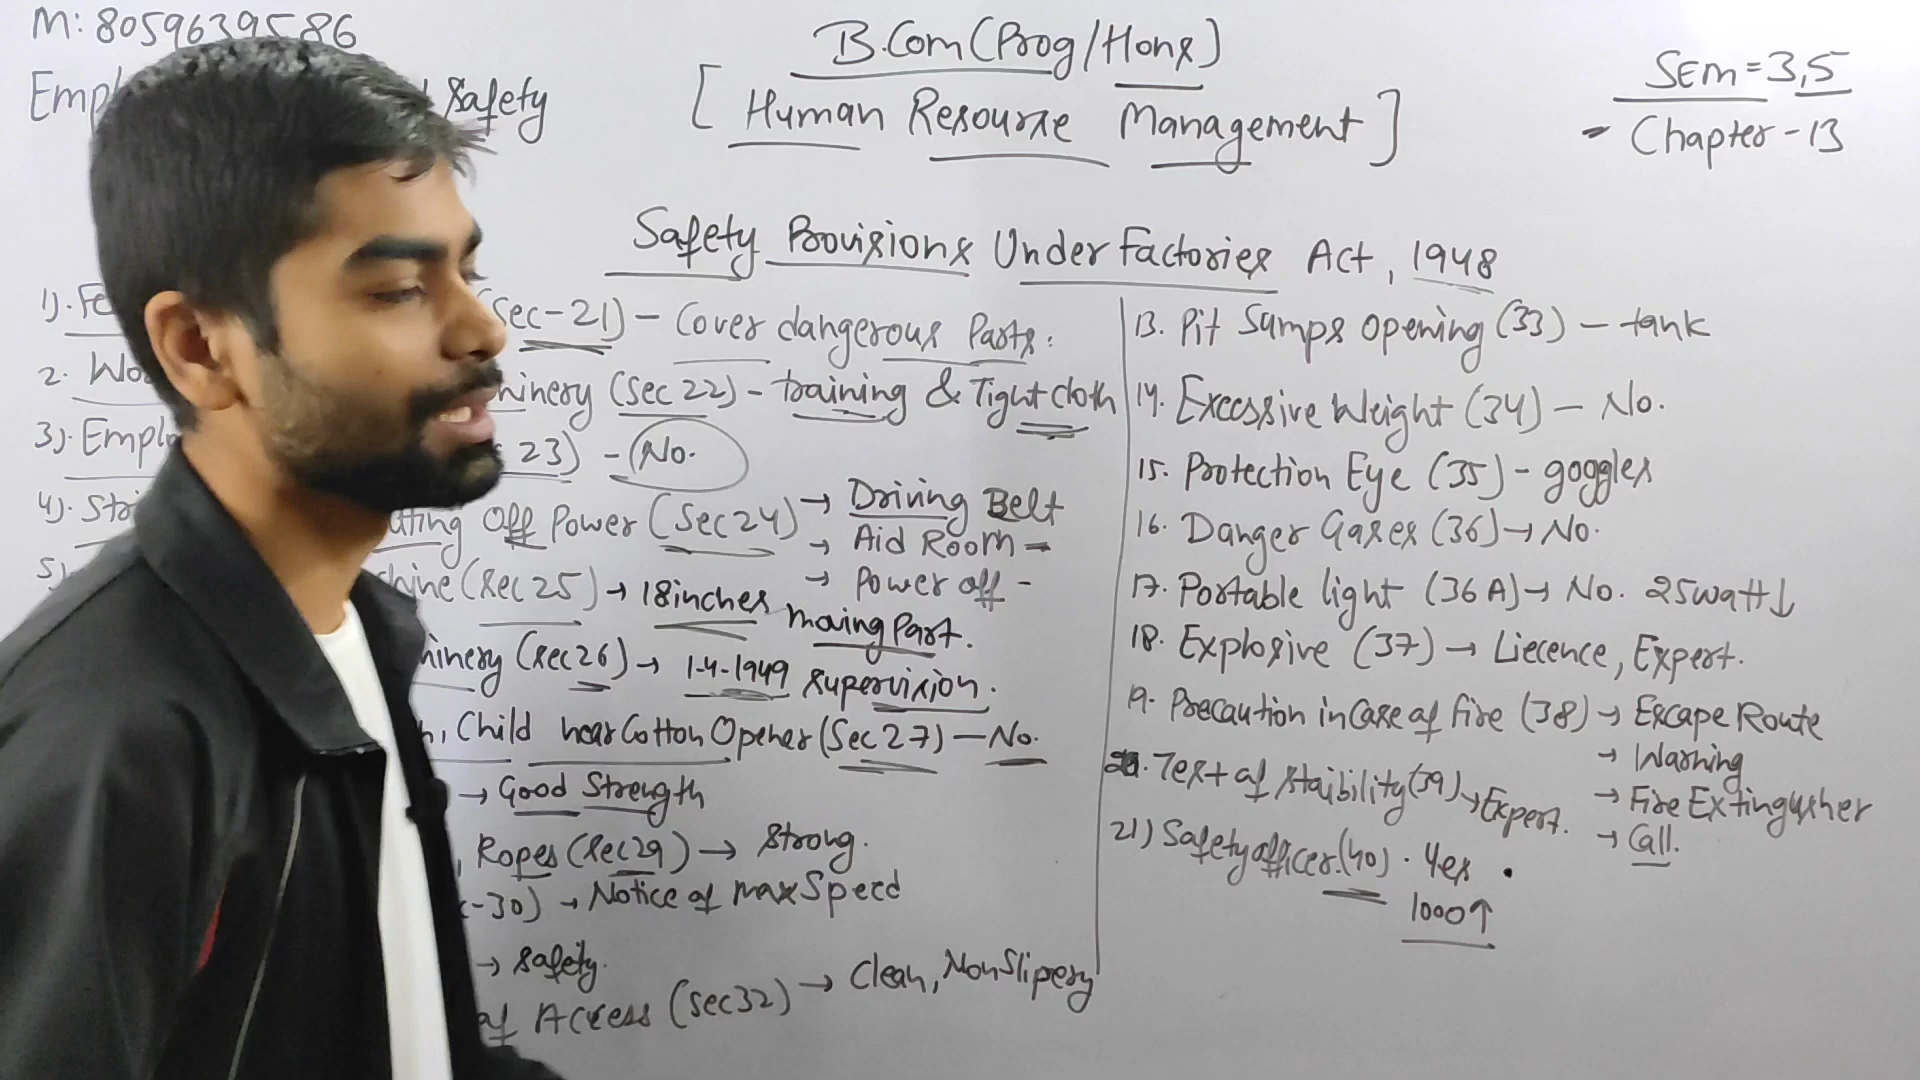 M: 8059639586
B.Com (Prog/Hons)
Safety
[Human Resourse Management]
Sem = 3,5
Chapter - 13
Safety Provisions Under Factories Act, 1948
1). Fe (Sec-21) - Cover dangerous Parts.
2. Wo hinery (Sec 22) - training & Tight cloth
3). Emplo 23) - No.
4). Stri tting Off Power (Sec 24) → Driving Belt
→ Aid Room -
→ Power off -
5) chine (Sec 25) → 18 inches moving Part.
hinery (Sec 26) → 1-4-1949 supervision.
n, Child near Cotton Opener (Sec 27) - No.
→ Good Strength
, Ropes (Sec 29) → Strong.
c-30) → Notice of max Speed
→ safety.
of Access (Sec 32) → Clean, Non Slipery
13. Pit Sumps Opening (33) - tank
14. Excessive Weight (34) - No.
15. Protection Eye (35) - goggles
16. Danger Gases (36) → No.
17. Portable light (36 A) → No. 25 watt↓
18. Explosive (37) → Liecence, Expert.
19. Precaution in Case of fire (38) → Escape Route
→ Warning
→ Fire Extingusher
→ Call.
20. Test of staibility (39) → Expert.
21) Safety officer. (40) . Yes .
1000↑